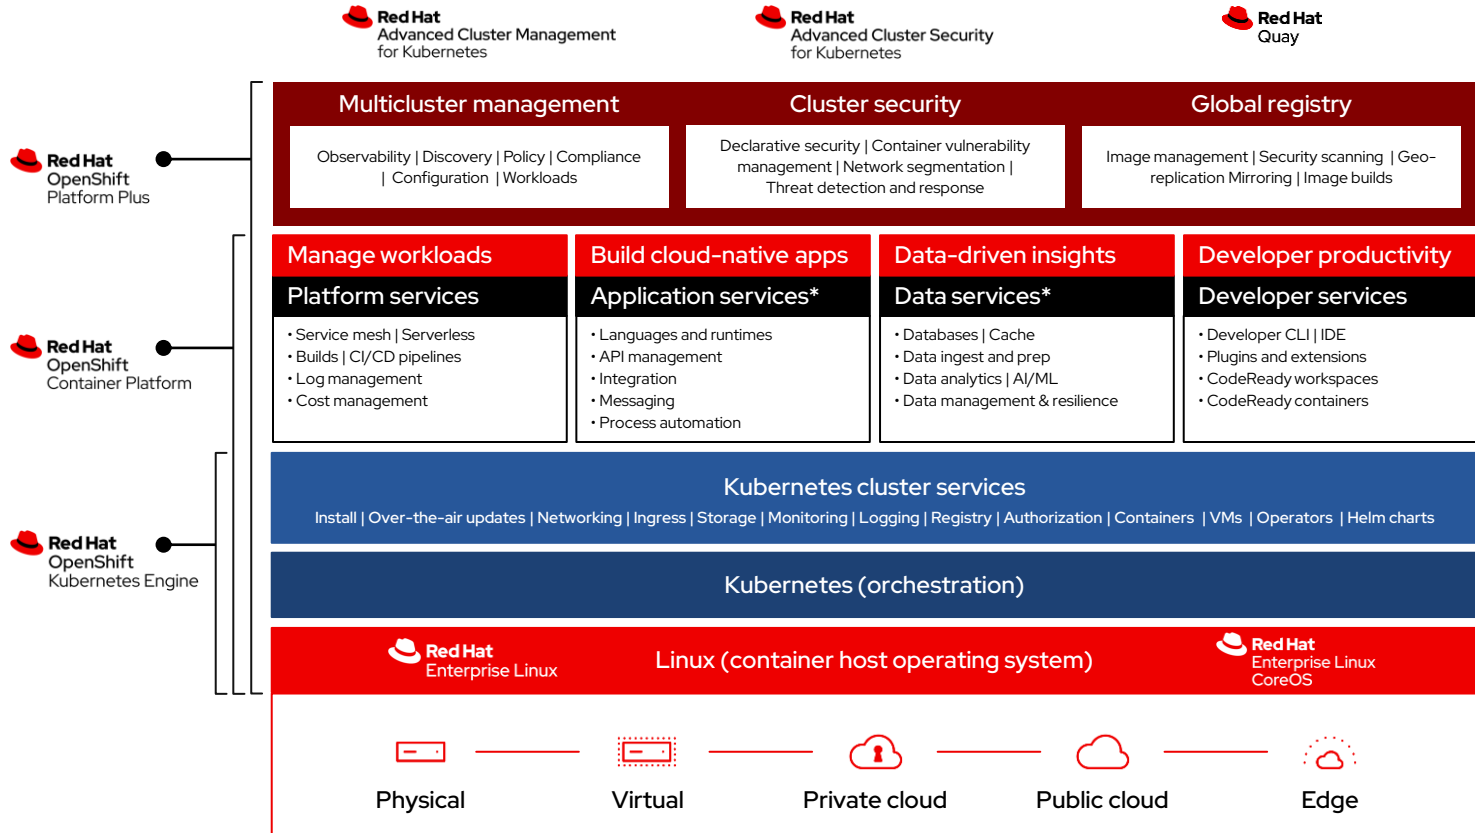 Red Hat
Advanced Cluster Management
for Kubernetes
Red Hat
Advanced Cluster Security
for Kubernetes
Red Hat
Quay
Red Hat
OpenShift
Platform Plus
Multicluster management
Observability | Discovery | Policy | Compliance
| Configuration | Workloads
Cluster security
Declarative security | Container vulnerability
management | Network segmentation |
Threat detection and response
Global registry
Image management | Security scanning | Geo-
replication Mirroring | Image builds
Red Hat
OpenShift
Container Platform
Manage workloads
Platform services
• Service mesh | Serverless
• Builds | CI/CD pipelines
• Log management
• Cost management
Build cloud-native apps
Application services*
• Languages and runtimes
• API management
• Integration
• Messaging
• Process automation
Data-driven insights
Data services*
• Databases | Cache
• Data ingest and prep
• Data analytics | AI/ML
• Data management & resilience
Developer productivity
Developer services
• Developer CLI | IDE
• Plugins and extensions
• CodeReady workspaces
• CodeReady containers
Red Hat
OpenShift
Kubernetes Engine
Kubernetes cluster services
Install | Over-the-air updates | Networking | Ingress | Storage | Monitoring | Logging | Registry | Authorization | Containers | VMs | Operators | Helm charts
Kubernetes (orchestration)
Red Hat
Enterprise Linux
Linux (container host operating system)
Red Hat
Enterprise Linux
CoreOS
Physical
Virtual
Private cloud
Public cloud
Edge